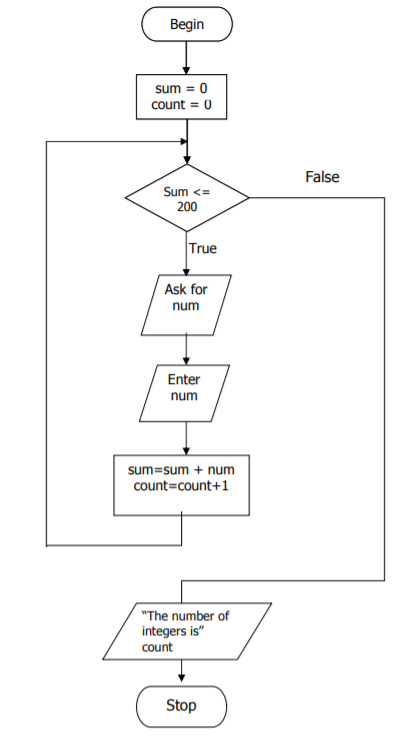 Begin
sum = 0
count = 0
Sum <=
200
False
True
Ask for
num
Enter
num
sum=sum + num
count=count+1
"The number of
integers is”
count
Stop